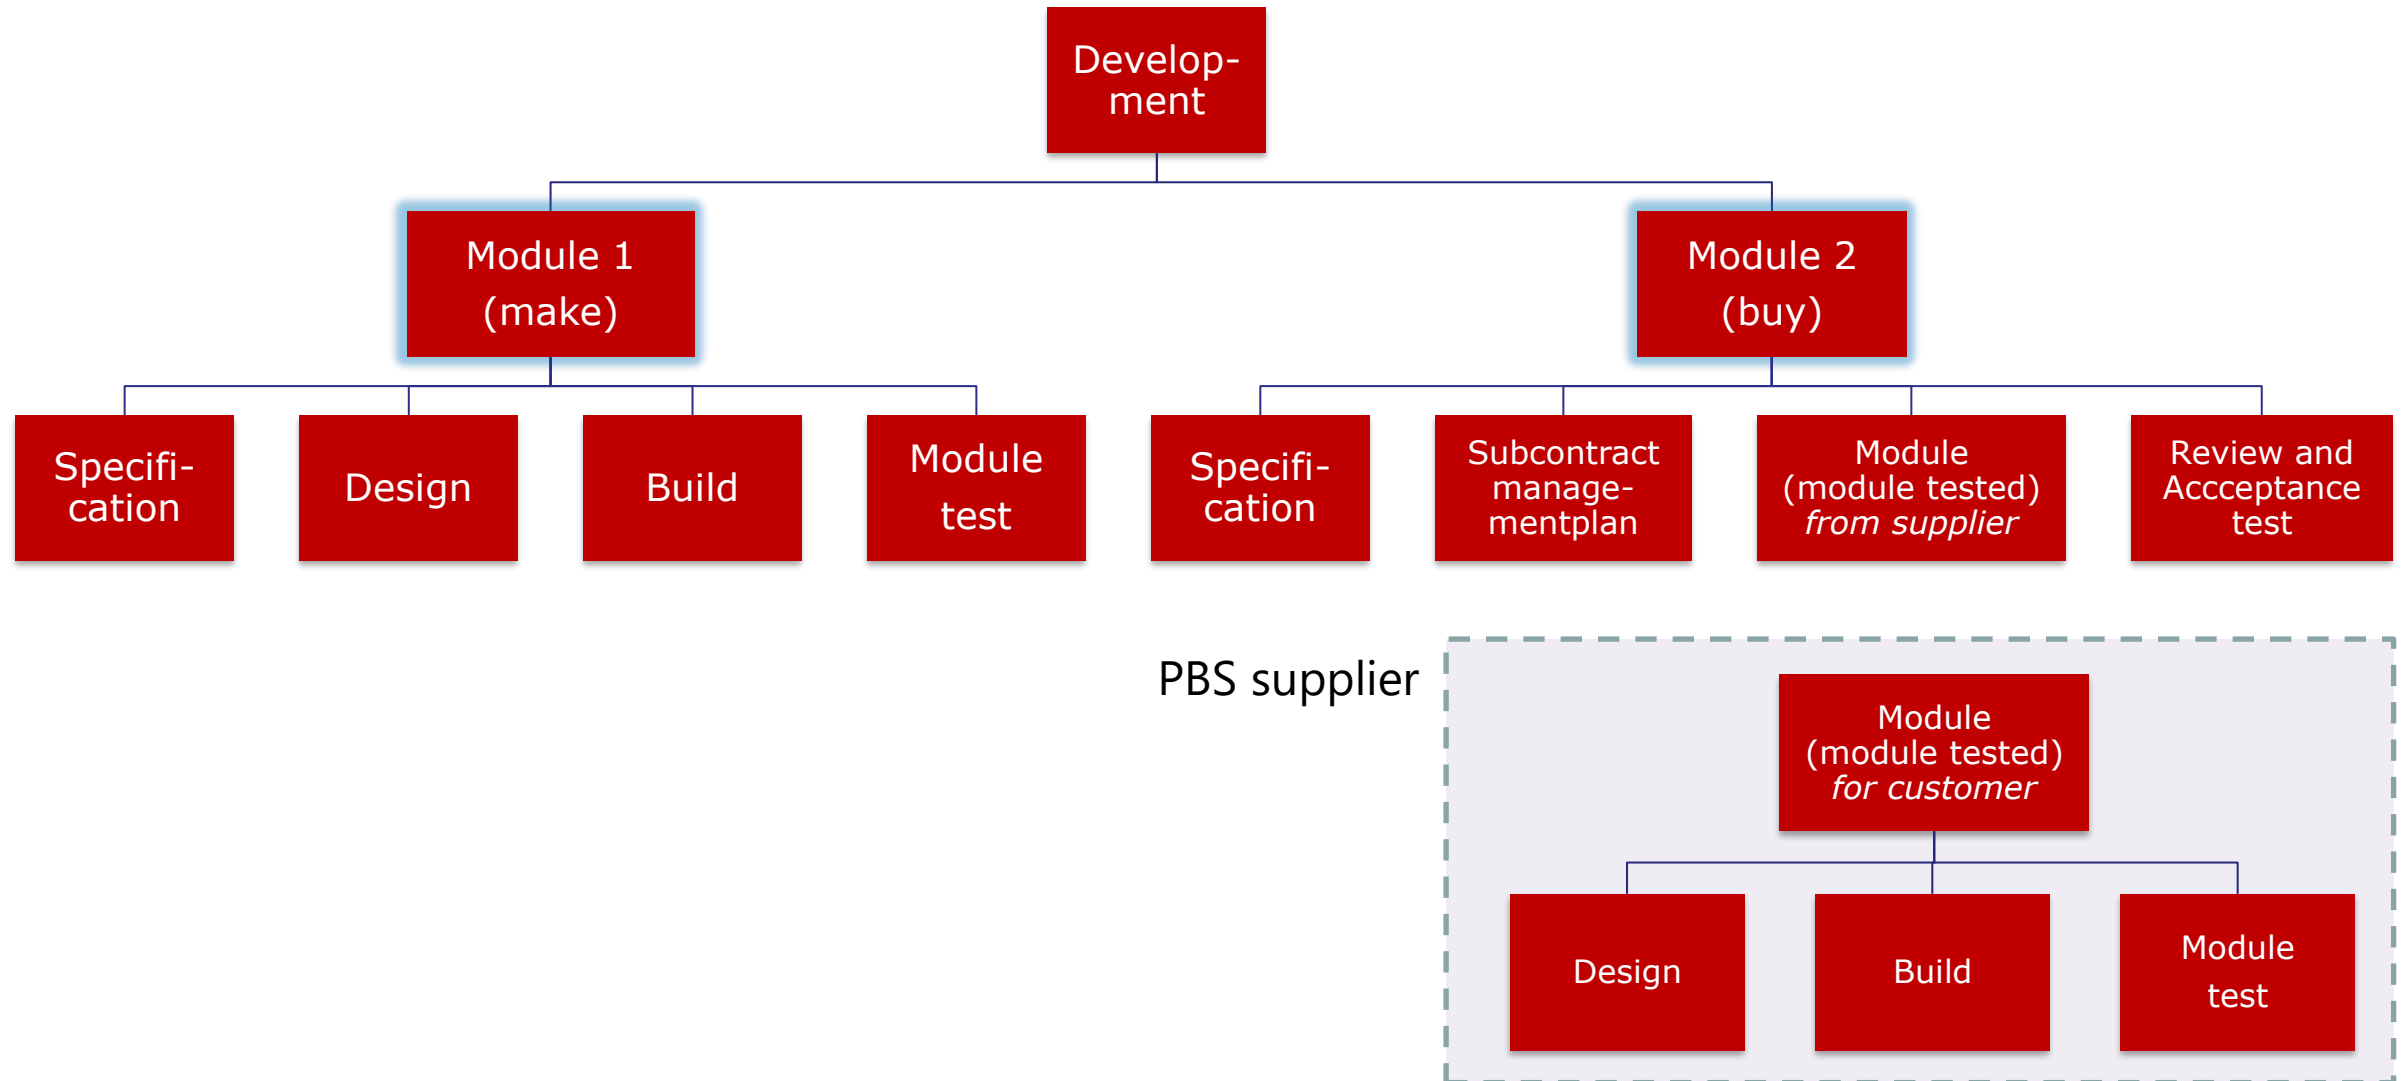 Develop-
ment
Module 1
(make)
Module 2
(buy)
Specifi-
cation
Design
Build
Module
test
Specifi-
cation
Subcontract
manage-
mentplan
Module
(module tested)
from supplier
Review and
Accceptance
test
PBS supplier
Module
(module tested)
for customer
Design
Build
Module
test